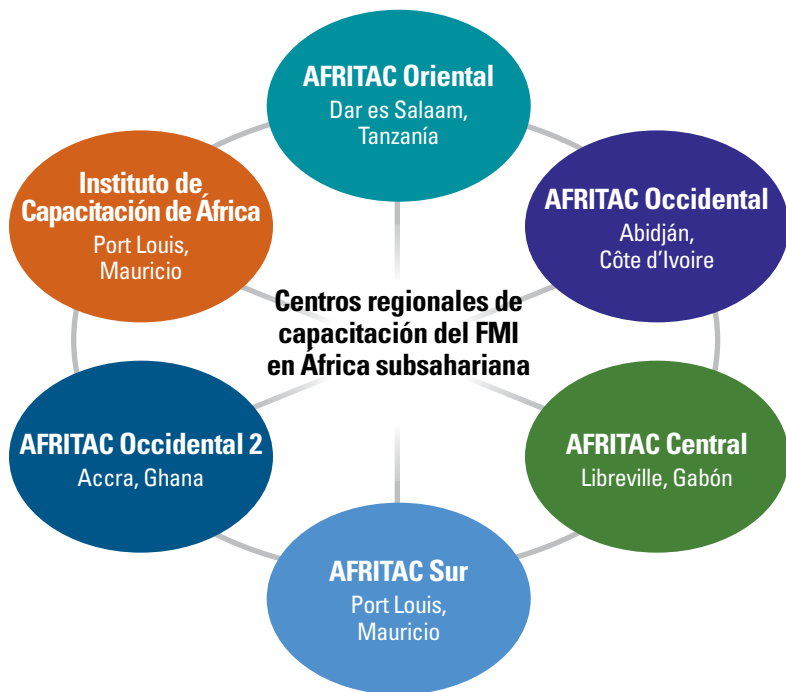 AFRITAC Oriental
Dar es Salaam,
Tanzanía
AFRITAC Occidental
Abidján,
Côte d’Ivoire
AFRITAC Central
Libreville, Gabón
AFRITAC Sur
Port Louis,
Mauricio
AFRITAC Occidental 2
Accra, Ghana
Instituto de
Capacitación de África
Port Louis,
Mauricio
Centros regionales de
capacitación del FMI
en África subsahariana